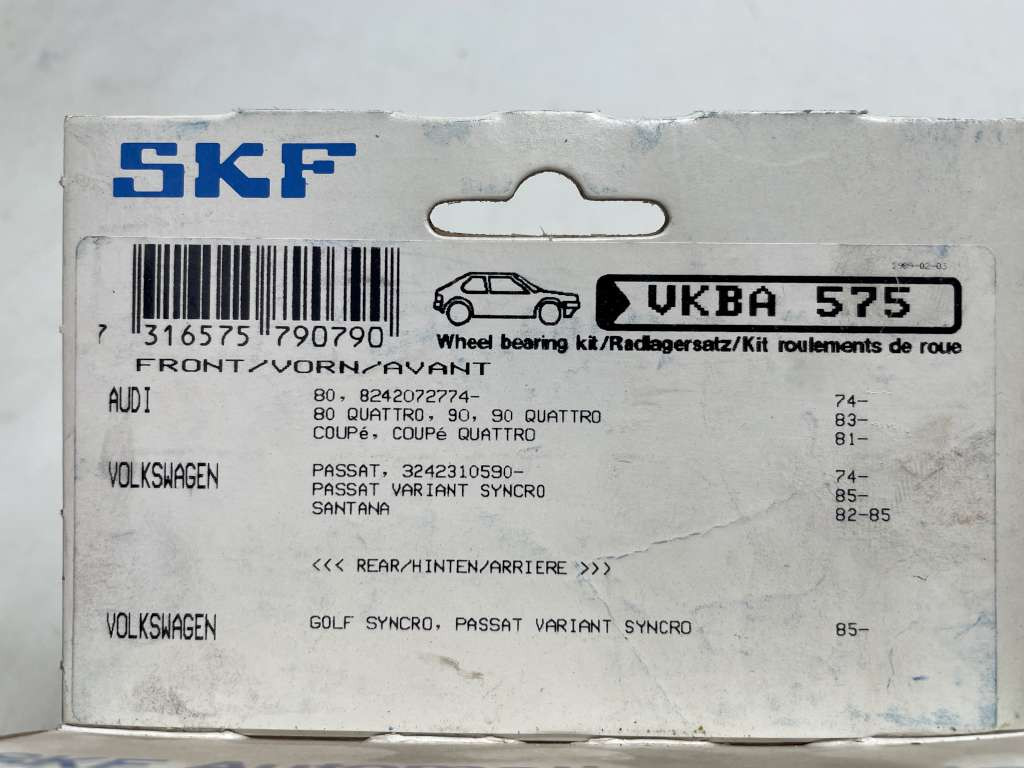 SKF
1989-02-03
VKBA 575
7 316575 790790
Wheel bearing kit/Radlagersatz/Kit roulements de roue
FRONT/VORN/AVANT
AUDI 80, 8242072774- 74-
80 QUATTRO, 90, 90 QUATTRO 83-
COUPé, COUPé QUATTRO 81-
VOLKSWAGEN PASSAT, 3242310590- 74-
PASSAT VARIANT SYNCRO 85-
SANTANA 82-85
<<< REAR/HINTEN/ARRIERE >>>
VOLKSWAGEN GOLF SYNCRO, PASSAT VARIANT SYNCRO 85-
SKF